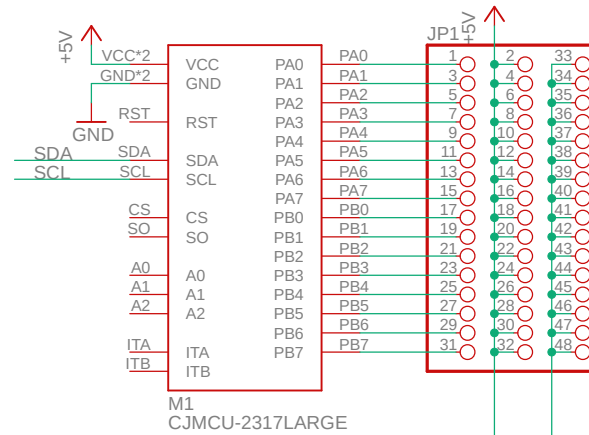 JP1
+5V
+5V
VCC*2 VCC PA0 PA0 1 2 33
GND*2 GND PA1 PA1 3 4 34
PA2 PA2 5 6 35
RST RST PA3 PA3 7 8 36
GND
PA4 PA4 9 10 37
SDA SDA SDA PA5 PA5 11 12 38
SCL SCL SCL PA6 PA6 13 14 39
PA7 PA7 15 16 40
CS CS PB0 PB0 17 18 41
SO SO PB1 PB1 19 20 42
PB2 PB2 21 22 43
A0 A0 PB3 PB3 23 24 44
A1 A1 PB4 PB4 25 26 45
A2 A2 PB5 PB5 27 28 46
PB6 PB6 29 30 47
ITA ITA PB7 PB7 31 32 48
ITB ITB
M1
CJMCU-2317LARGE